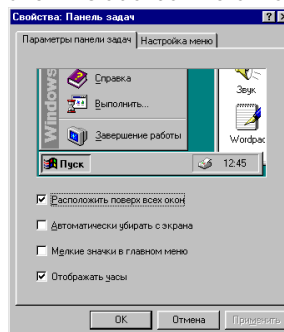 Свойства: Панель задач
Параметры панели задач
Настройка меню
Windows
Справка
Выполнить...
Завершение работы
Звук
Wordpad
Пуск
12:45
Расположить поверх всех окон
Автоматически убирать с экрана
Мелкие значки в главном меню
Отображать часы
OK
Отмена
Применить